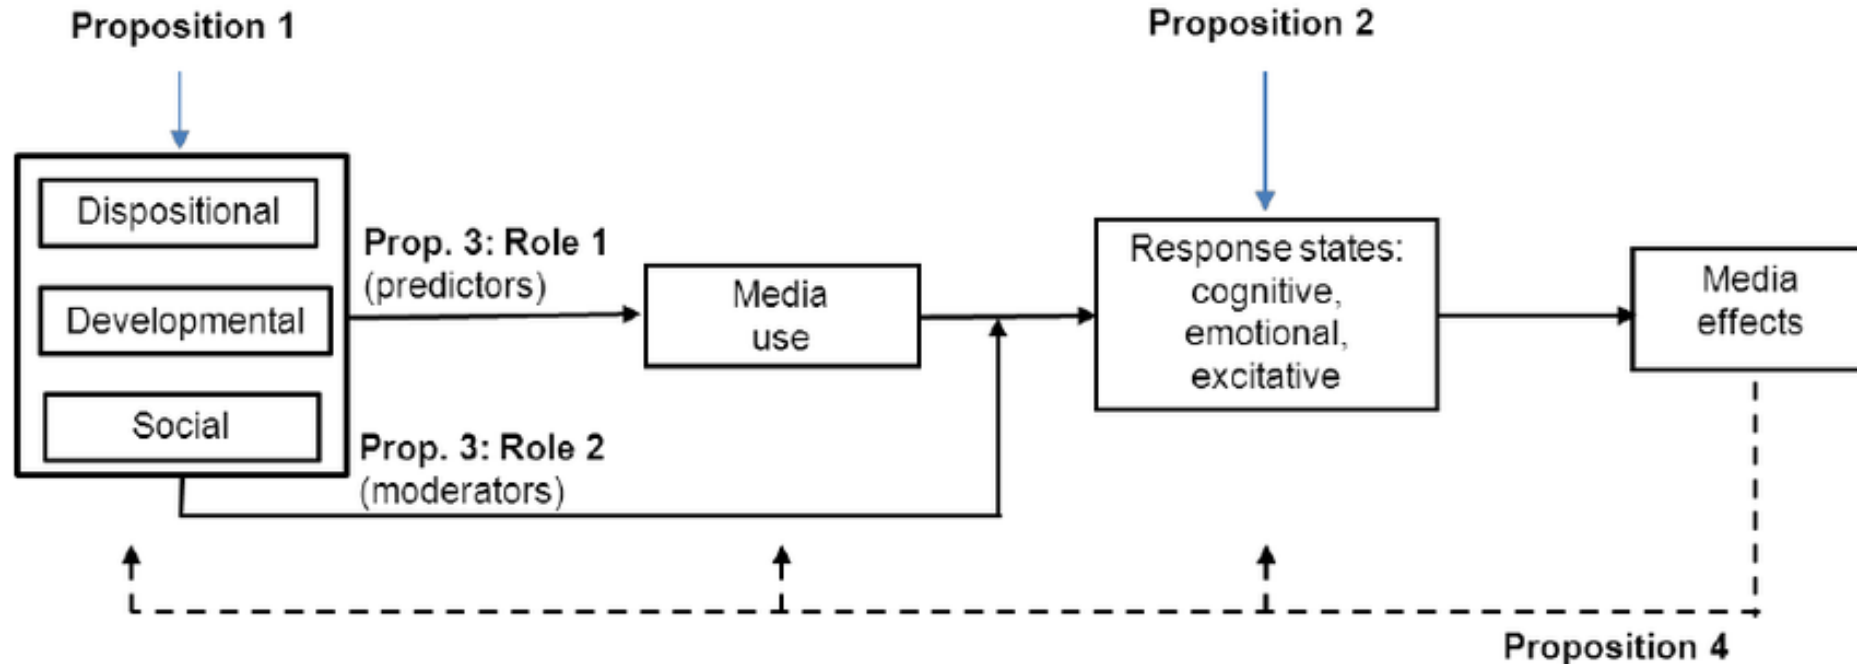 Proposition 1
Proposition 2
Dispositional
Developmental
Social
Prop. 3: Role 1
(predictors)
Prop. 3: Role 2
(moderators)
Media
use
Response states:
cognitive,
emotional,
excitative
Media
effects
Proposition 4